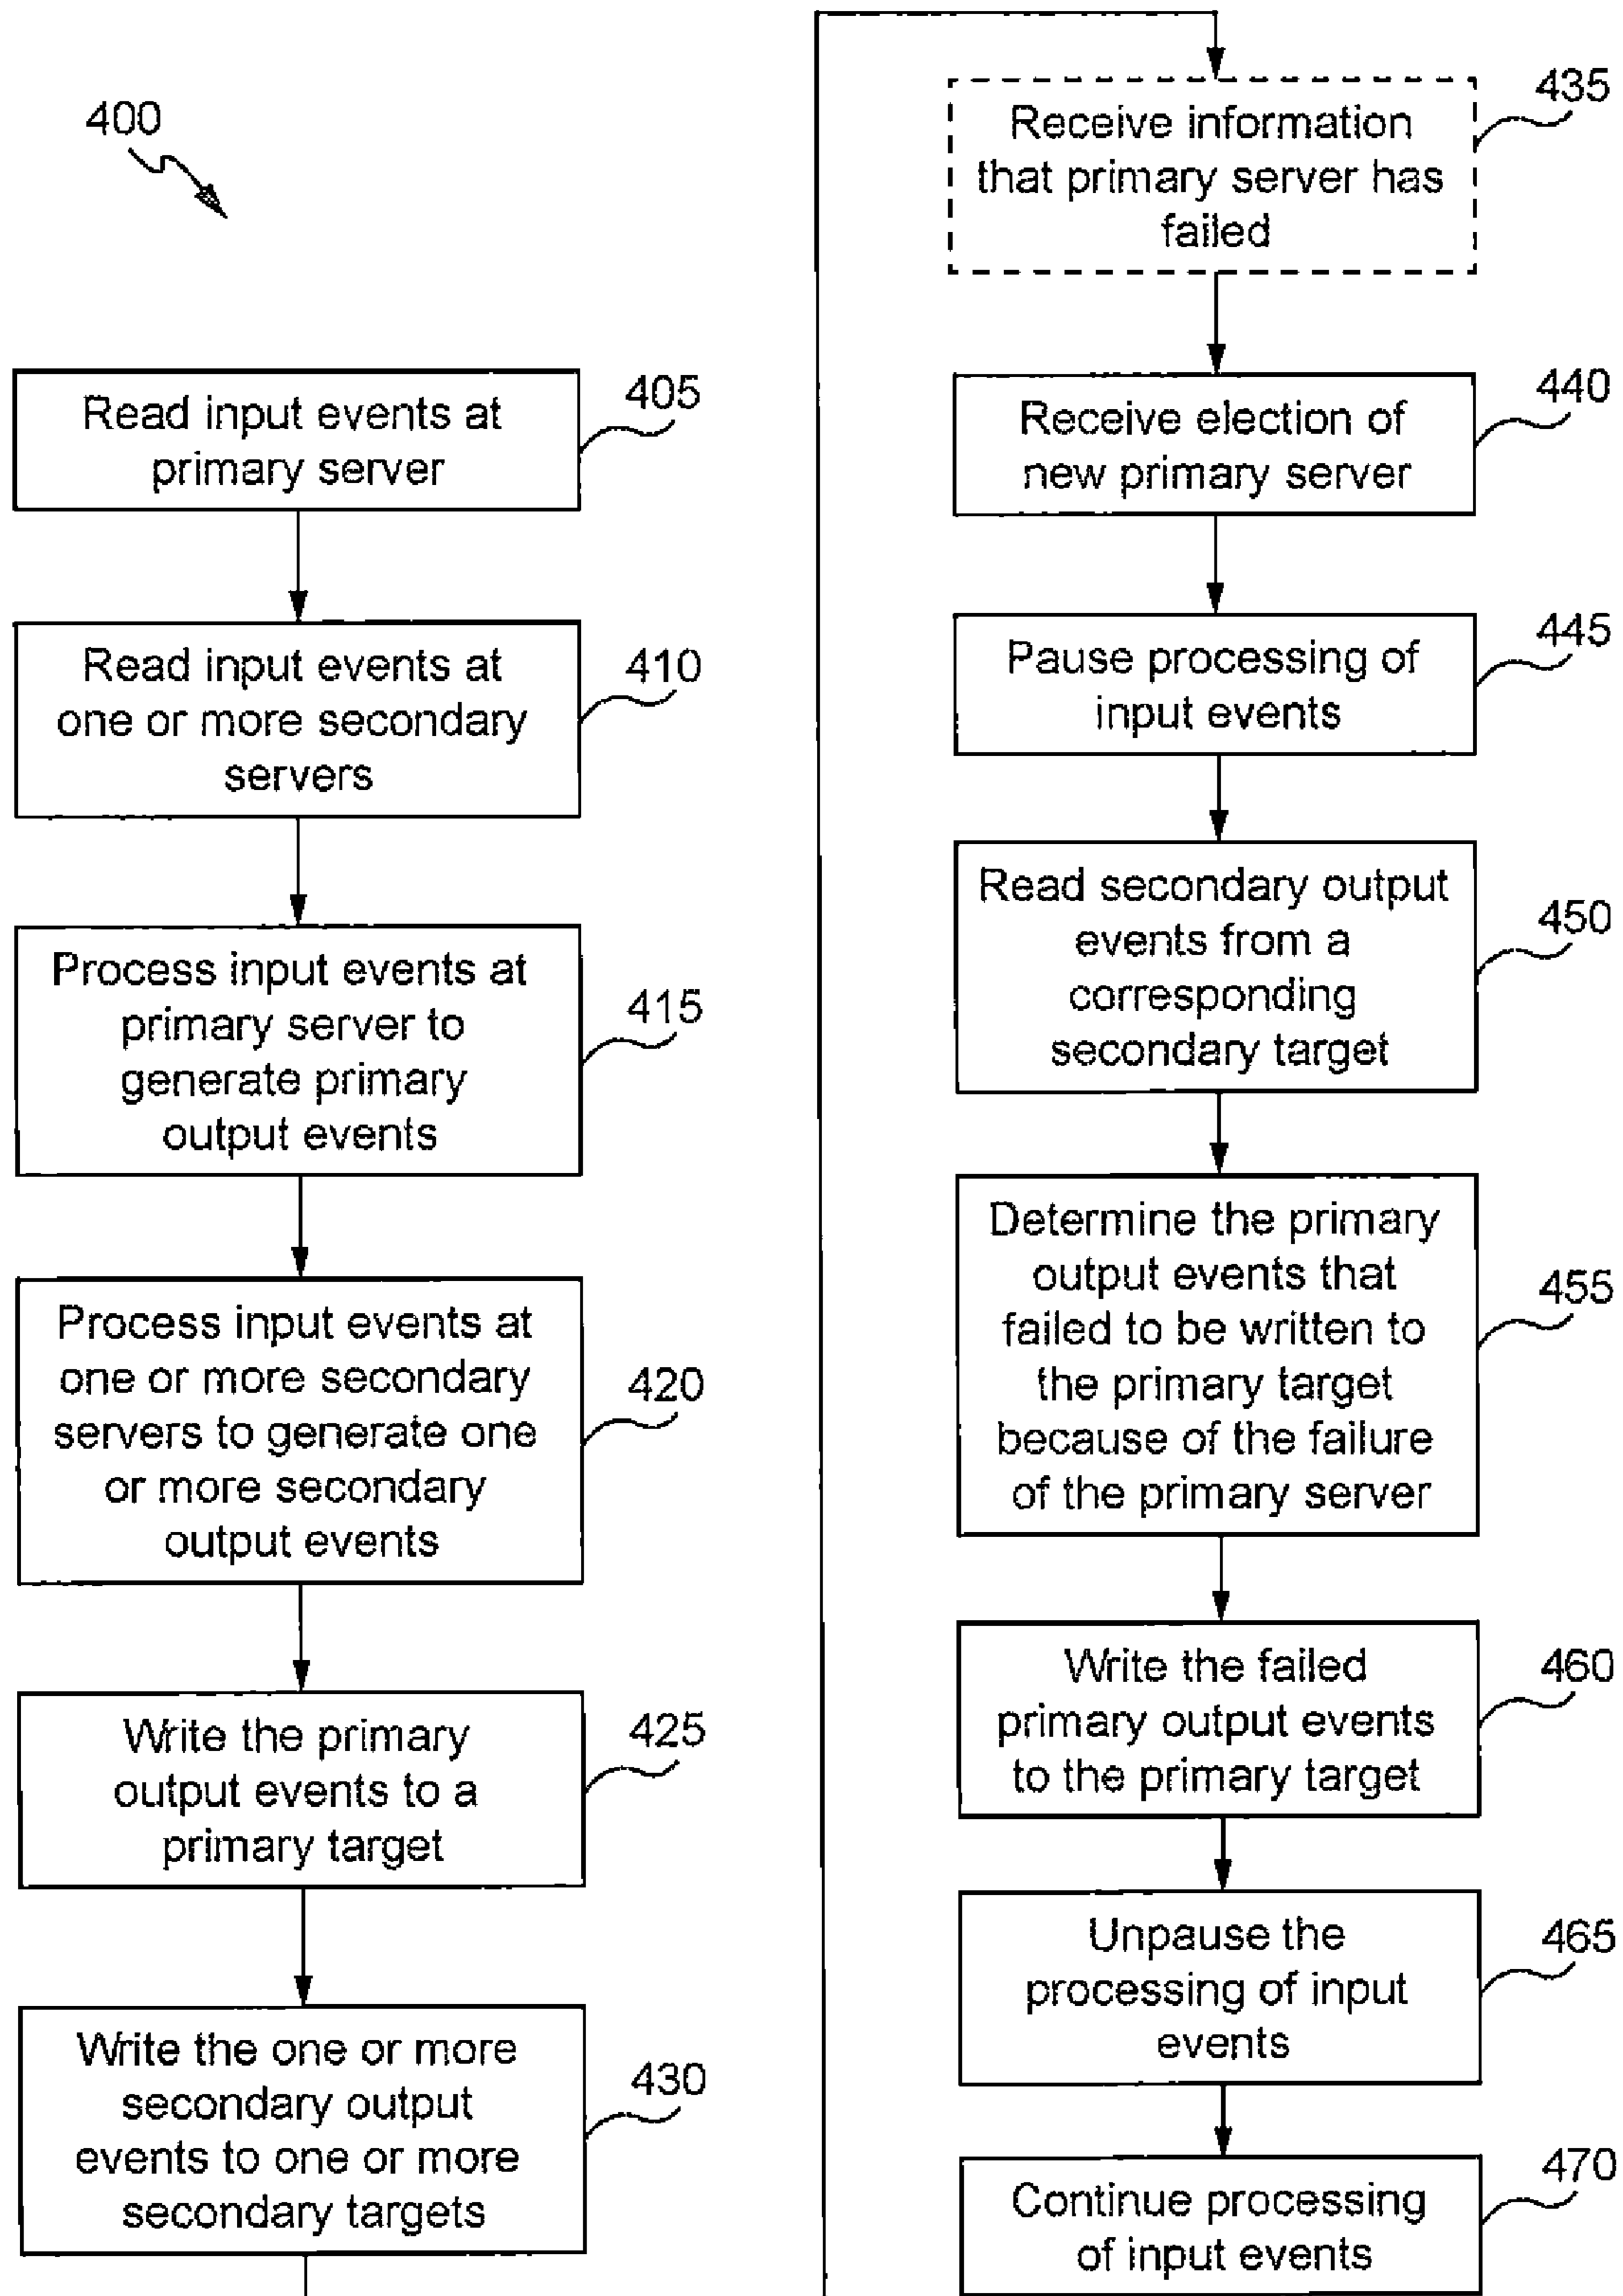 400
Read input events at
primary server
405
Read input events at
one or more secondary
servers
410
Process input events at
primary server to
generate primary
output events
415
Process input events at
one or more secondary
servers to generate one
or more secondary
output events
420
Write the primary
output events to a
primary target
425
Write the one or more
secondary output
events to one or more
secondary targets
430
Receive information
that primary server has
failed
435
Receive election of
new primary server
440
Pause processing of
input events
445
Read secondary output
events from a
corresponding
secondary target
450
Determine the primary
output events that
failed to be written to
the primary target
because of the failure
of the primary server
455
Write the failed
primary output events
to the primary target
460
Unpause the
processing of input
events
465
Continue processing
of input events
470